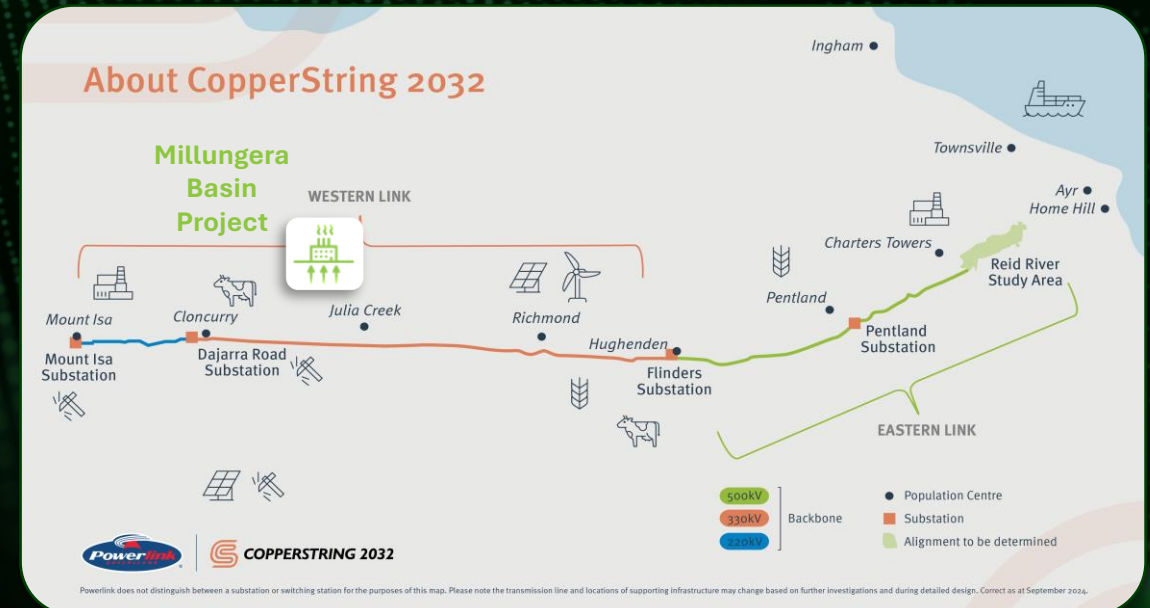 About CopperString 2032
Ingham
Townsville
Ayr
Home Hill
Millungera
Basin
Project
WESTERN LINK
Charters Towers
Reid River
Study Area
Mount Isa
Cloncurry
Julia Creek
Richmond
Hughenden
Pentland
Mount Isa
Substation
Dajarra Road
Substation
Flinders
Substation
Pentland
Substation
EASTERN LINK
500kV
330kV
220kV
Backbone
Population Centre
Substation
Alignment to be determined
Powerlink
QUEENSLAND
COPPERSTRING 2032
Powerlink does not distinguish between a substation or switching station for the purposes of this map. Please note the transmission line and locations of supporting infrastructure may change based on further investigations and during detailed design. Correct as at September 2024.